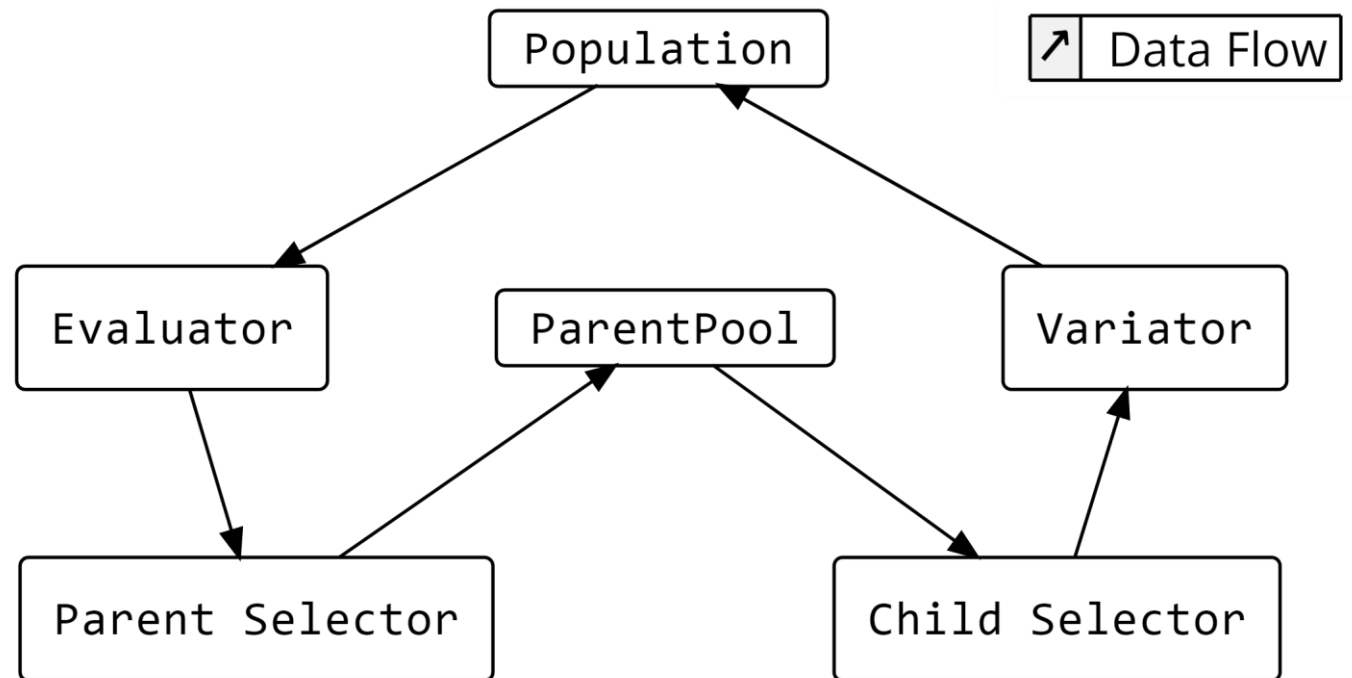 Population
↗ Data Flow
Evaluator
ParentPool
Variator
Parent Selector
Child Selector